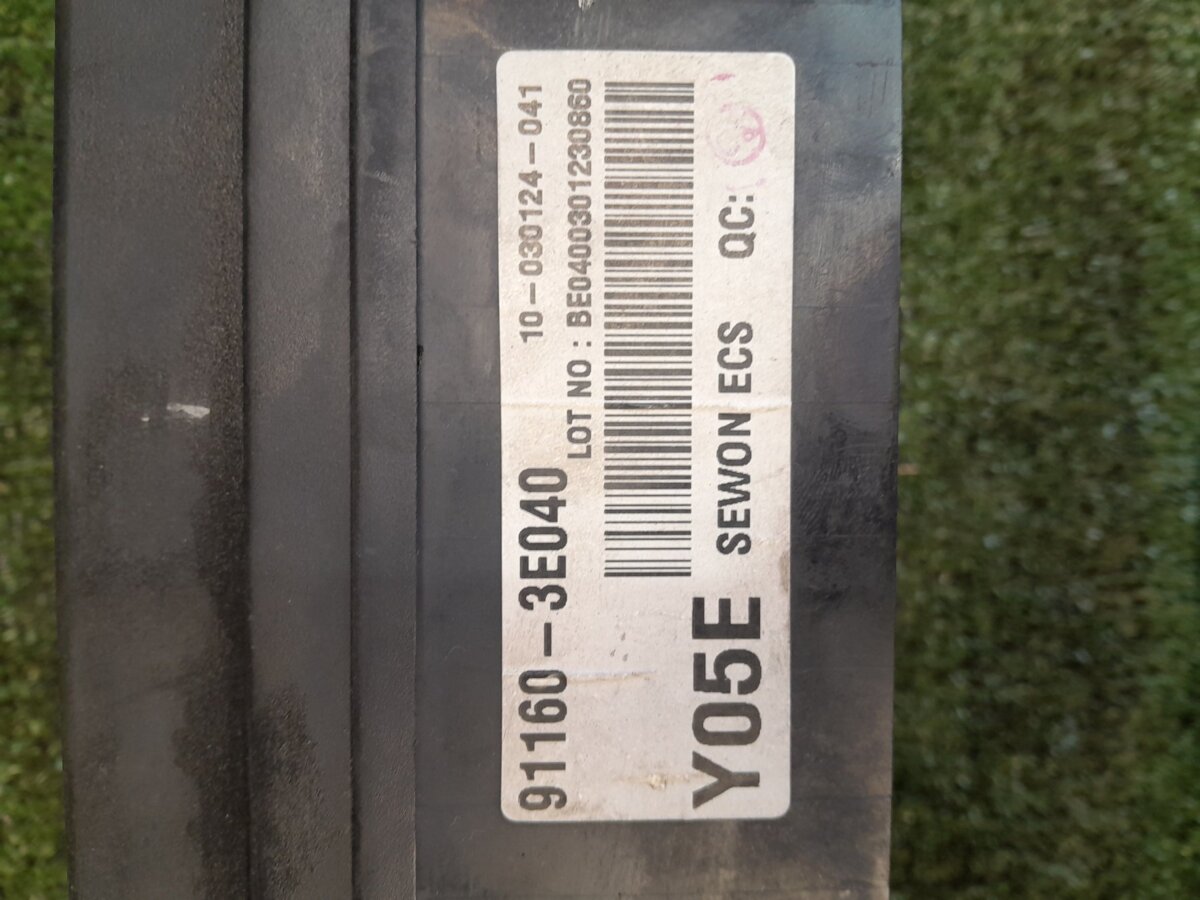 91160-3E040 10-030124-041
LOT NO : BE0400301230860
Y05E SEWON ECS QC: